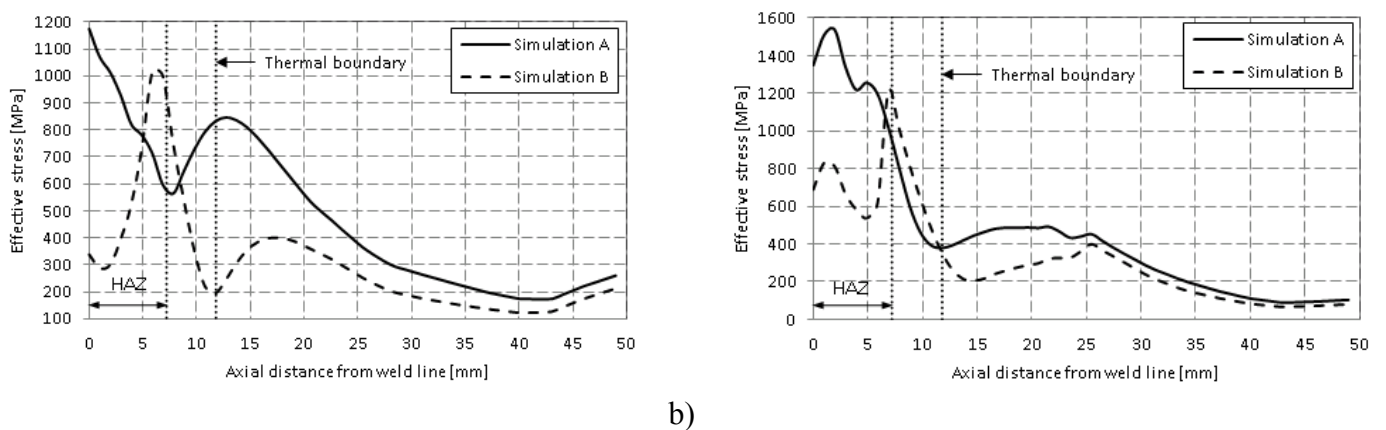 1200
1100
1000
900
800
700
600
500
400
300
200
100
Effective stress [MPa]
Simulation A
Simulation B
Thermal boundary
HAZ
0 5 10 15 20 25 30 35 40 45 50
Axial distance from weld line [mm]
1600
1400
1200
1000
800
600
400
200
0
Effective stress [MPa]
Simulation A
Simulation B
Thermal boundary
HAZ
0 5 10 15 20 25 30 35 40 45 50
Axial distance from weld line [mm]
b)